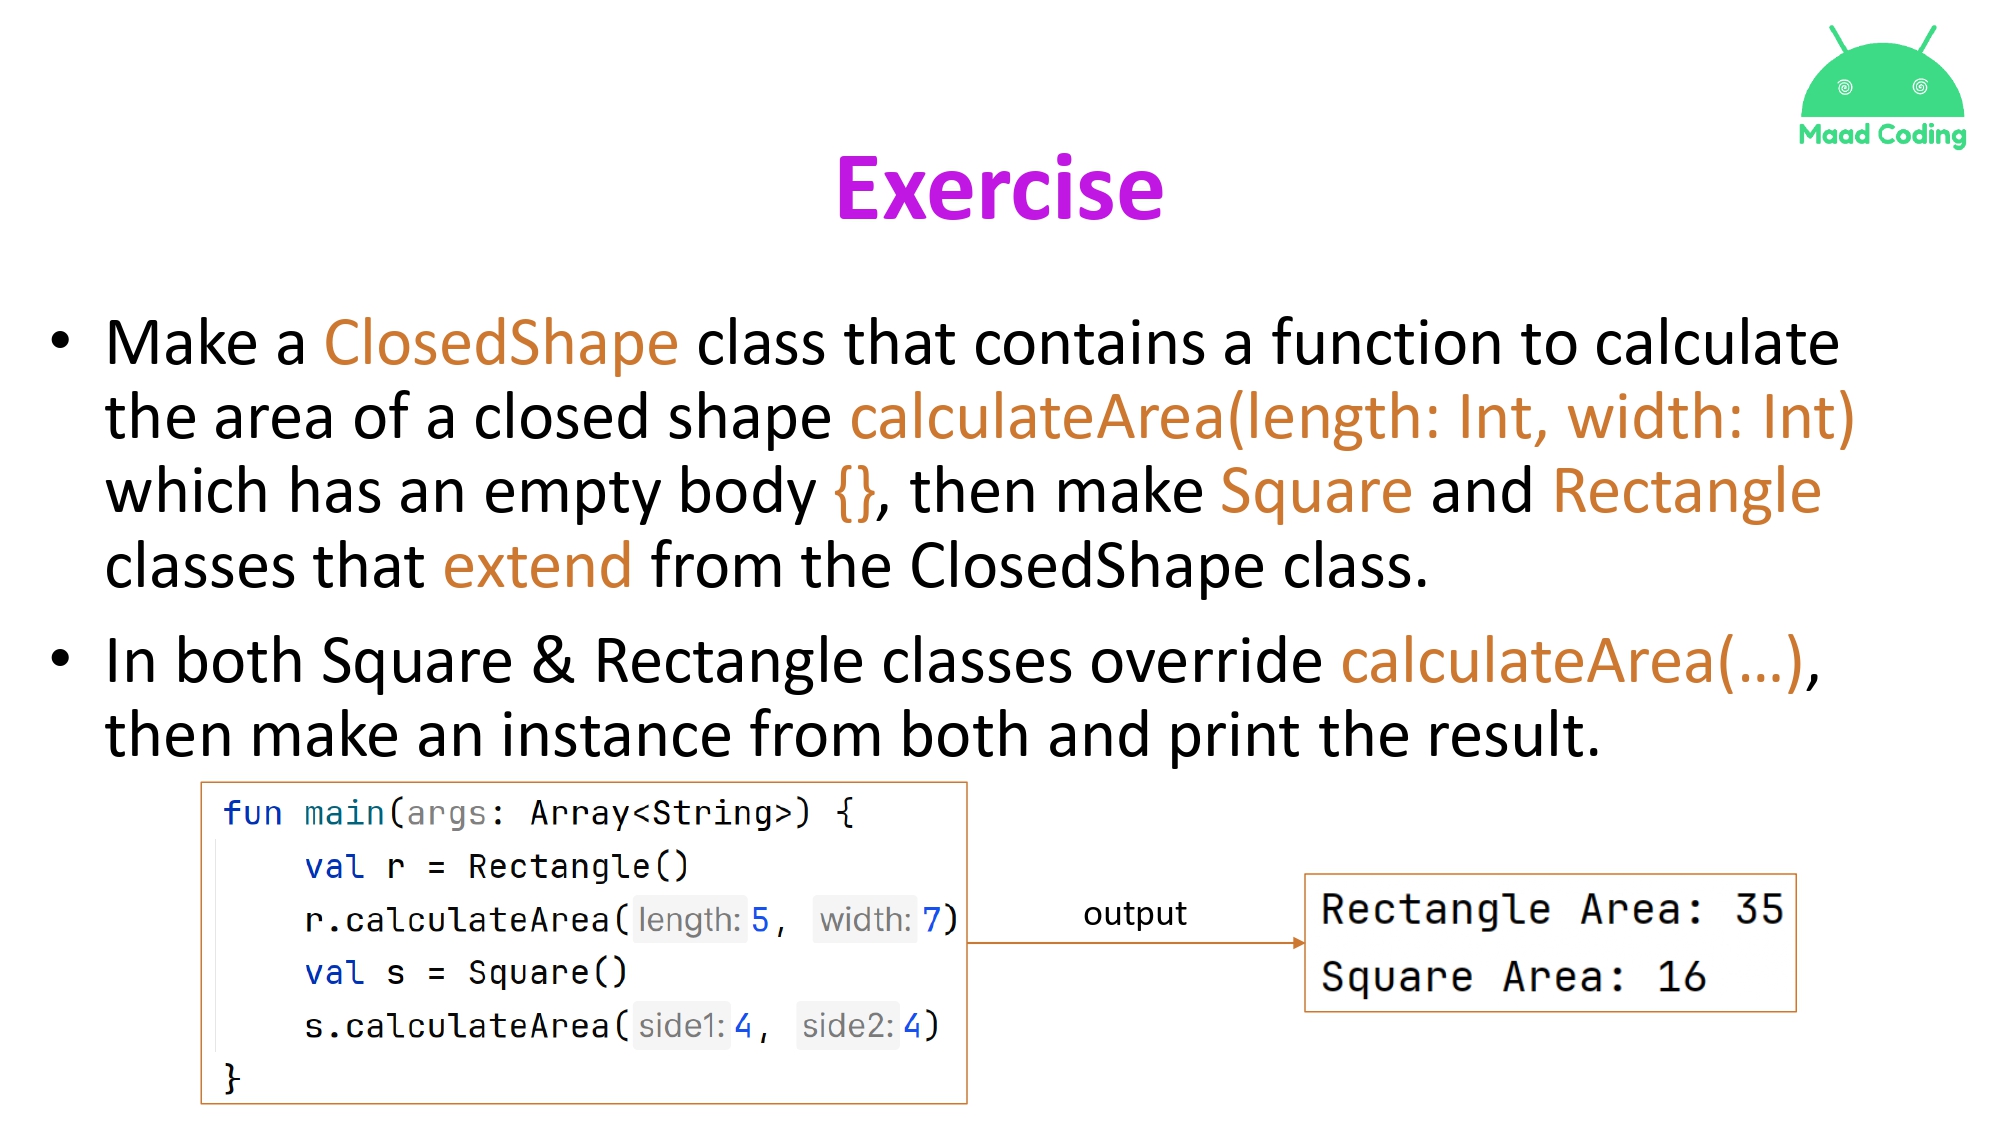 Maad Coding
Exercise
• Make a ClosedShape class that contains a function to calculate
the area of a closed shape calculateArea(length: Int, width: Int)
which has an empty body {}, then make Square and Rectangle
classes that extend from the ClosedShape class.
• In both Square & Rectangle classes override calculateArea(…),
then make an instance from both and print the result.
fun main(args: Array<String>) {
val r = Rectangle()
r.calculateArea( length: 5, width: 7)
val s = Square()
s.calculateArea( side1: 4, side2: 4)
}
output
Rectangle Area: 35
Square Area: 16